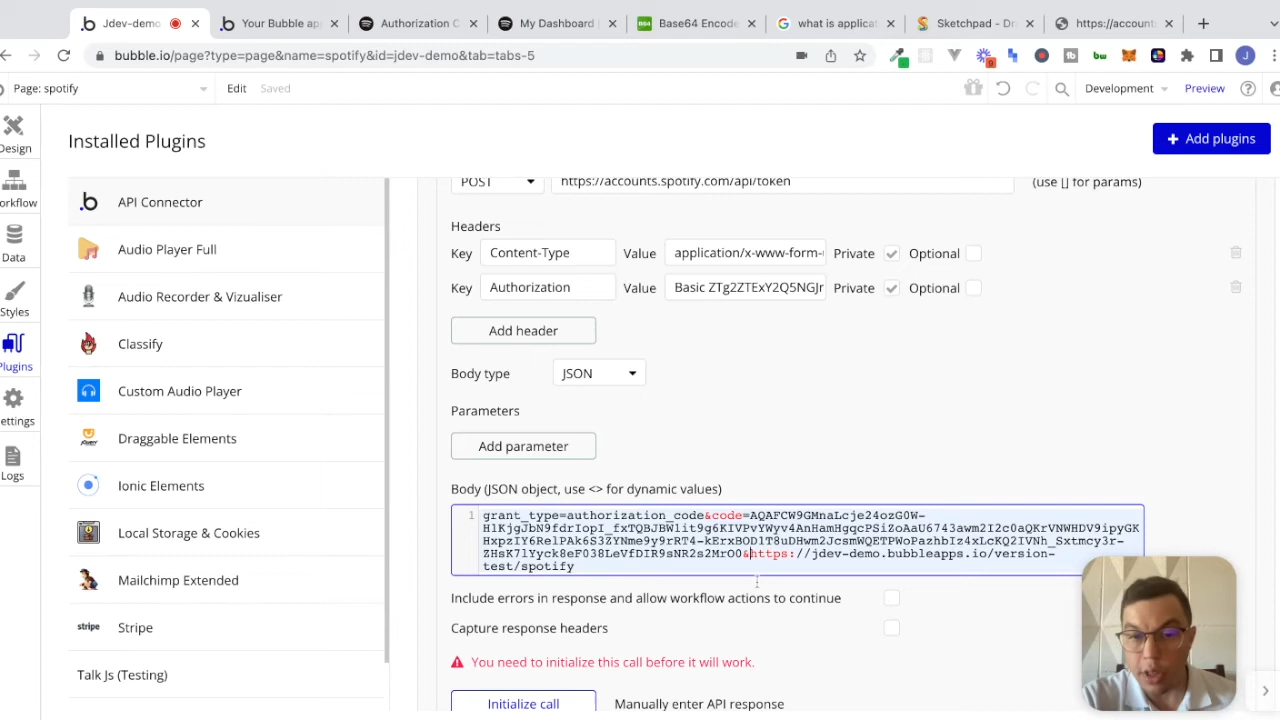 Jdev-demo
Your Bubble ap
Authorization C
My Dashboard
Base64 Encode
what is applicat
Sketchpad - Dra
https://account
bubble.io/page?type=page&name=spotify&id=jdev-demo&tab=tabs-5
Page: spotify
Edit
Saved
Development
Preview
Design
orkflow
Data
Styles
Plugins
ettings
Logs
Installed Plugins
Add plugins
API Connector
Audio Player Full
Audio Recorder & Vizualiser
Classify
Custom Audio Player
Draggable Elements
Ionic Elements
Local Storage & Cookies
Mailchimp Extended
Stripe
Talk Js (Testing)
POST
https://accounts.spotify.com/api/token
(use [] for params)
Headers
Key Content-Type Value application/x-www-form- Private Optional
Key Authorization Value Basic ZTg2ZTExY2Q5NGJr Private Optional
Add header
Body type JSON
Parameters
Add parameter
Body (JSON object, use <> for dynamic values)
1 grant_type=authorization_code&code=AQAFCW9GMnaLcje24ozG0W-
HlKjgJbN9fdrIopI_fxTQBJBW1it9g6KIVPvYWyv4AnHamHgqcPSiZoAaU6743awm2I2c0aQKrVNWHDV9ipyGK
HxpzIY6RelPAk6S3ZYNme9y9rRT4-kErxBOD1T8uDHwm2JcsmWQETPWoPazhbIz4xLcKQ2IVNh_Sxtmcy3r-
ZHsK7lYyck8eF038LeVfDIR9sNR2s2MrO0&https://jdev-demo.bubbleapps.io/version-
test/spotify
Include errors in response and allow workflow actions to continue
Capture response headers
You need to initialize this call before it will work.
Initialize call
Manually enter API response